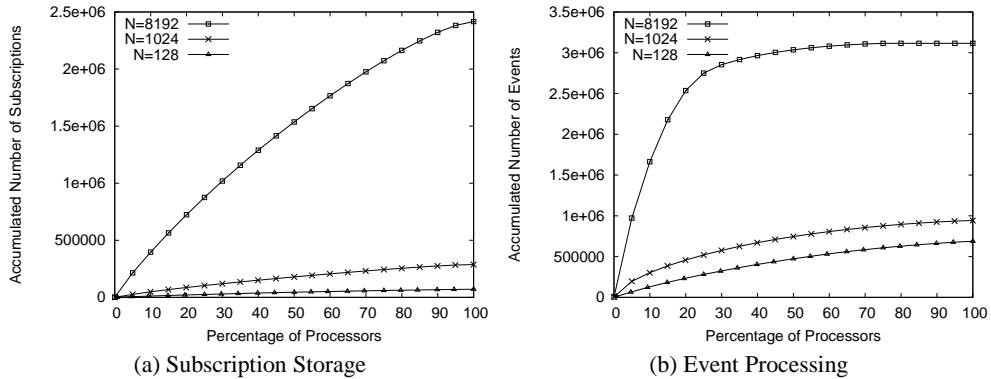 Accumulated Number of Subscriptions
2.5e+06
2e+06
1.5e+06
1e+06
500000
0
N=8192
N=1024
N=128
0 10 20 30 40 50 60 70 80 90 100
Percentage of Processors
(a) Subscription Storage
Accumulated Number of Events
3.5e+06
3e+06
2.5e+06
2e+06
1.5e+06
1e+06
500000
0
N=8192
N=1024
N=128
0 10 20 30 40 50 60 70 80 90 100
Percentage of Processors
(b) Event Processing